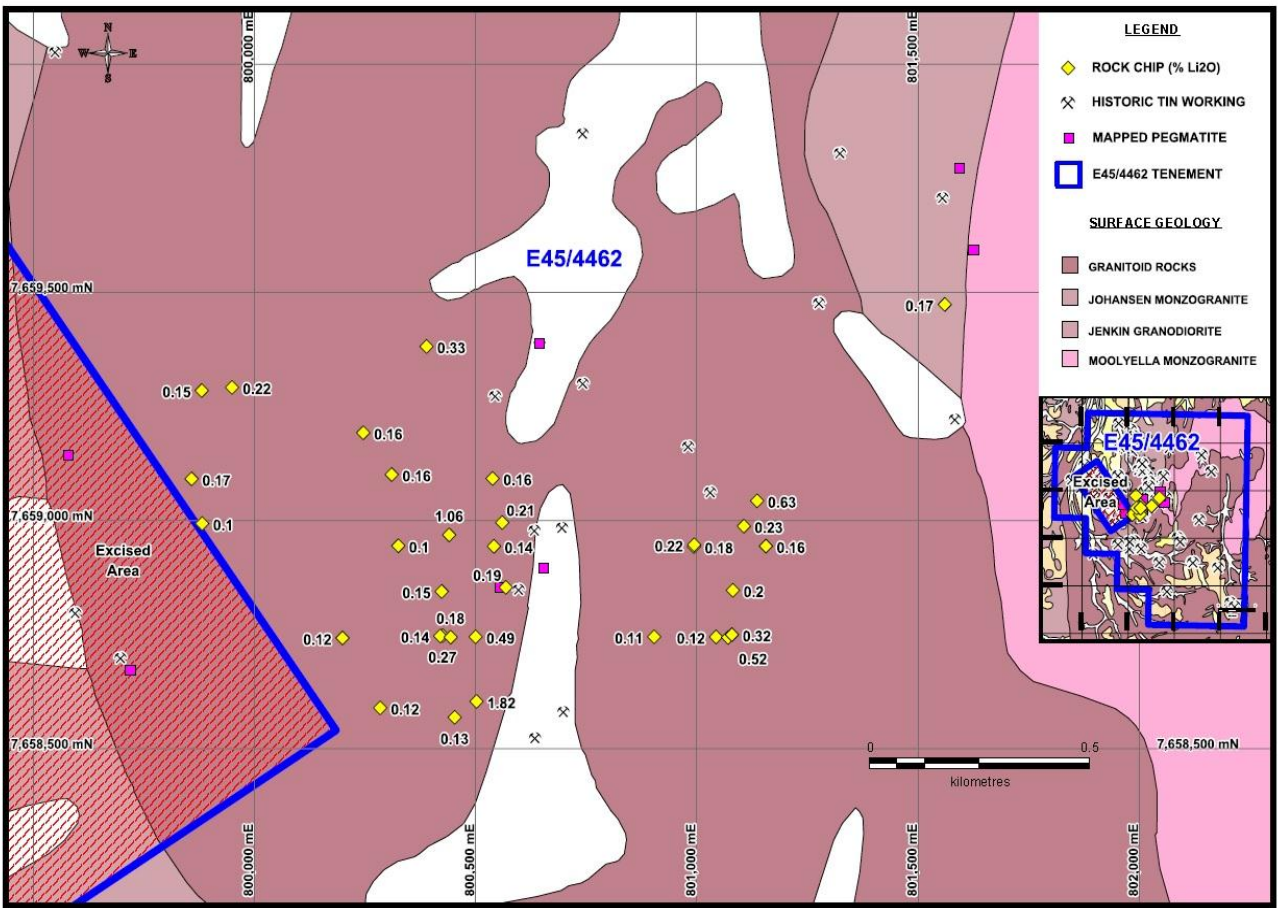 N
W E
S
800,000 mE
801,500 mE
LEGEND
ROCK CHIP (% Li2O)
HISTORIC TIN WORKING
MAPPED PEGMATITE
E45/4462 TENEMENT
SURFACE GEOLOGY
GRANITOID ROCKS
JOHANSEN MONZOGRANITE
JENKIN GRANODIORITE
MOOLYELLA MONZOGRANITE
E45/4462
7,659,500 mN
0.17
0.33
0.15
0.22
0.16
0.16
0.16
0.17
0.63
0.21
7,659,000 mN
0.1
1.06
0.23
0.1
0.14
0.22
0.18
0.16
Excised
Area
0.19
0.15
0.2
0.18
0.12
0.14
0.49
0.11
0.12
0.32
0.27
0.52
1.82
0.12
0.13
7,658,500 mN
7,658,500 mN
0
0.5
kilometres
800,000 mE
800,500 mE
801,000 mE
801,500 mE
802,000 mE
E45/4462
Excised
Area